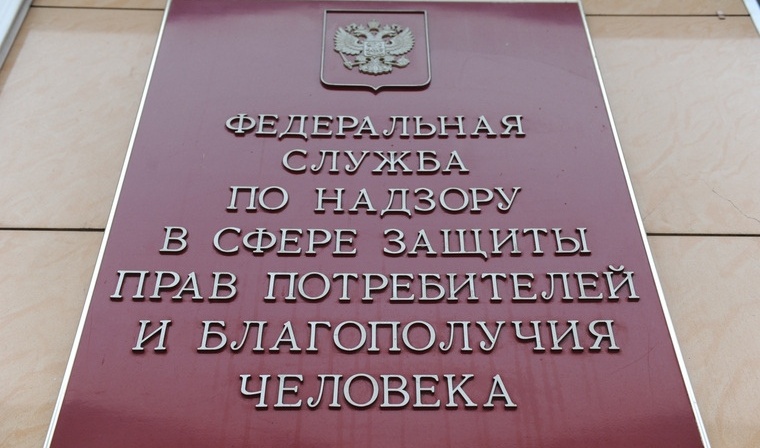 ФЕДЕРАЛЬНАЯ
СЛУЖБА
ПО НАДЗОРУ
В СФЕРЕ ЗАЩИТЫ
ПРАВ ПОТРЕБИТЕЛЕЙ
И БЛАГОПОЛУЧИЯ
ЧЕЛОВЕКА